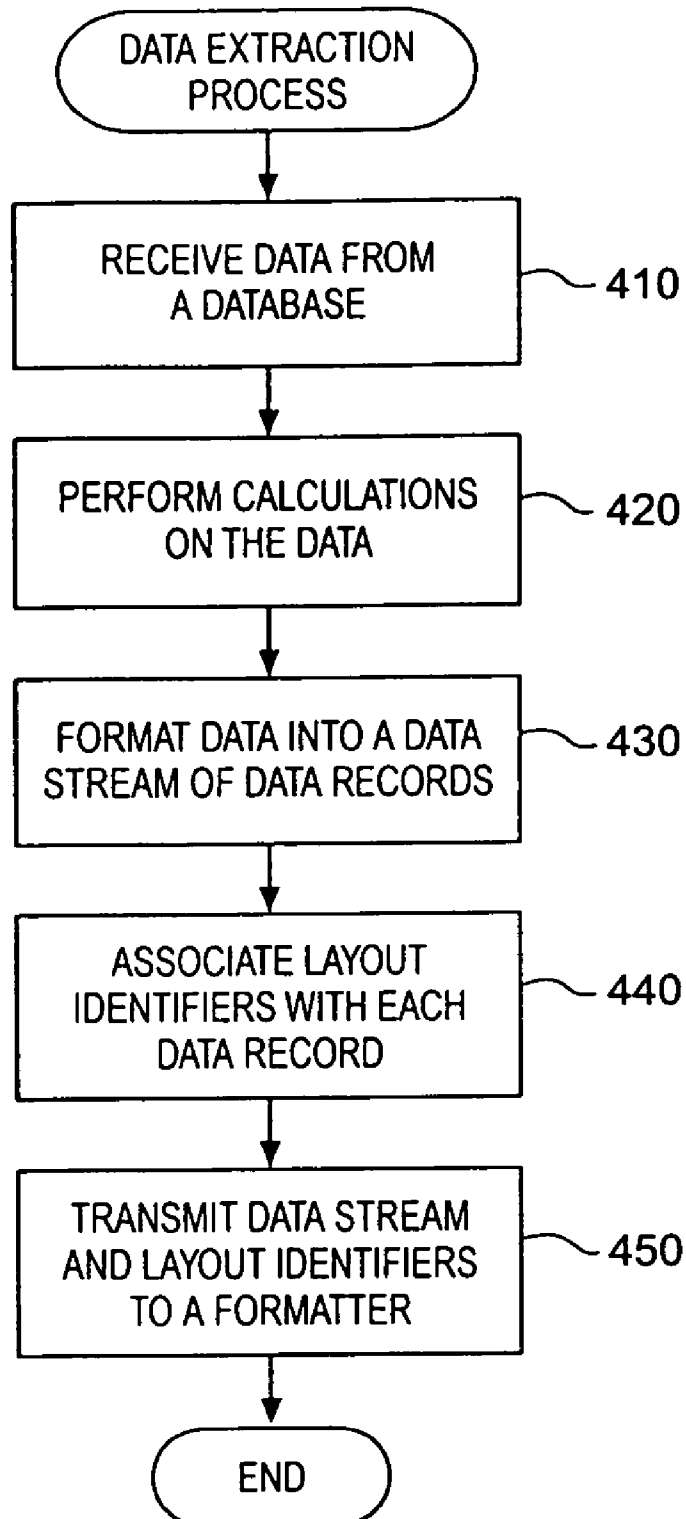 DATA EXTRACTION
PROCESS
RECEIVE DATA FROM
A DATABASE
410
PERFORM CALCULATIONS
ON THE DATA
420
FORMAT DATA INTO A DATA
STREAM OF DATA RECORDS
430
ASSOCIATE LAYOUT
IDENTIFIERS WITH EACH
DATA RECORD
440
TRANSMIT DATA STREAM
AND LAYOUT IDENTIFIERS
TO A FORMATTER
450
END